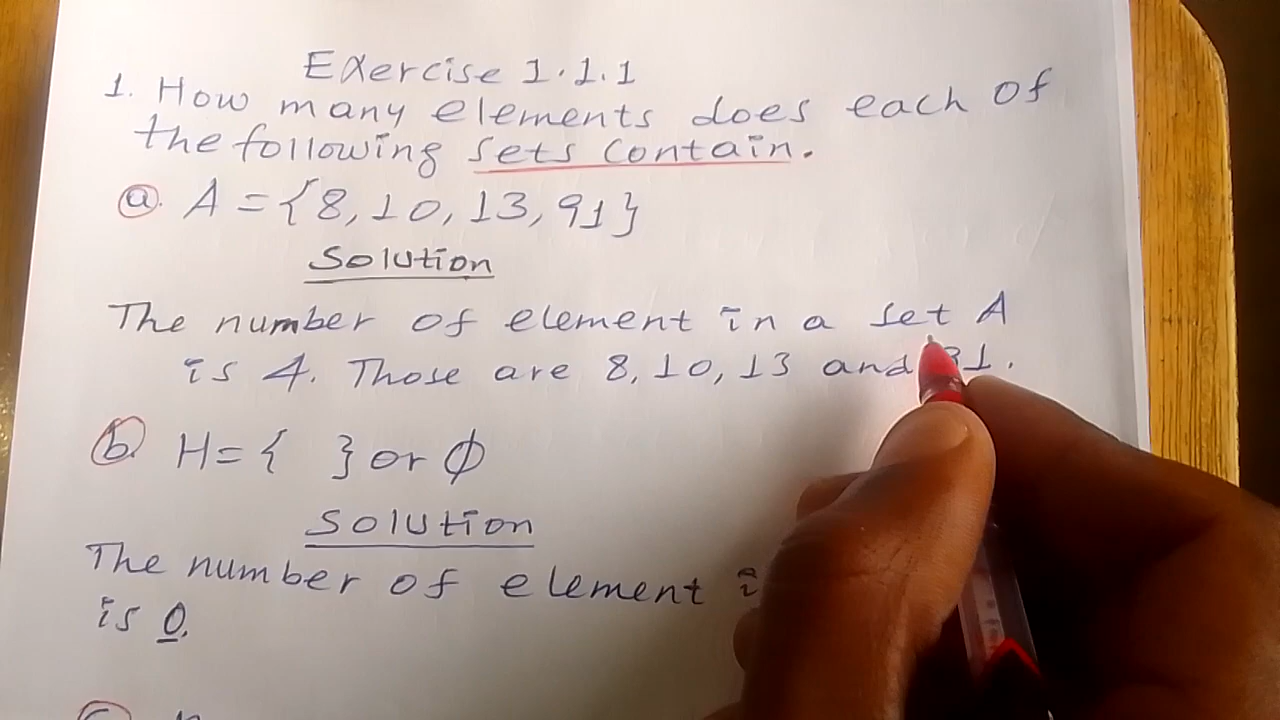 Exercise 1.1.1
1. How many elements does each of
the following sets contain.
a. A = {8, 10, 13, 91}
Solution
The number of element in a set A
is 4. Those are 8, 10, 13 and
b. H = { } or ϕ
Solution
The number of element
is 0.